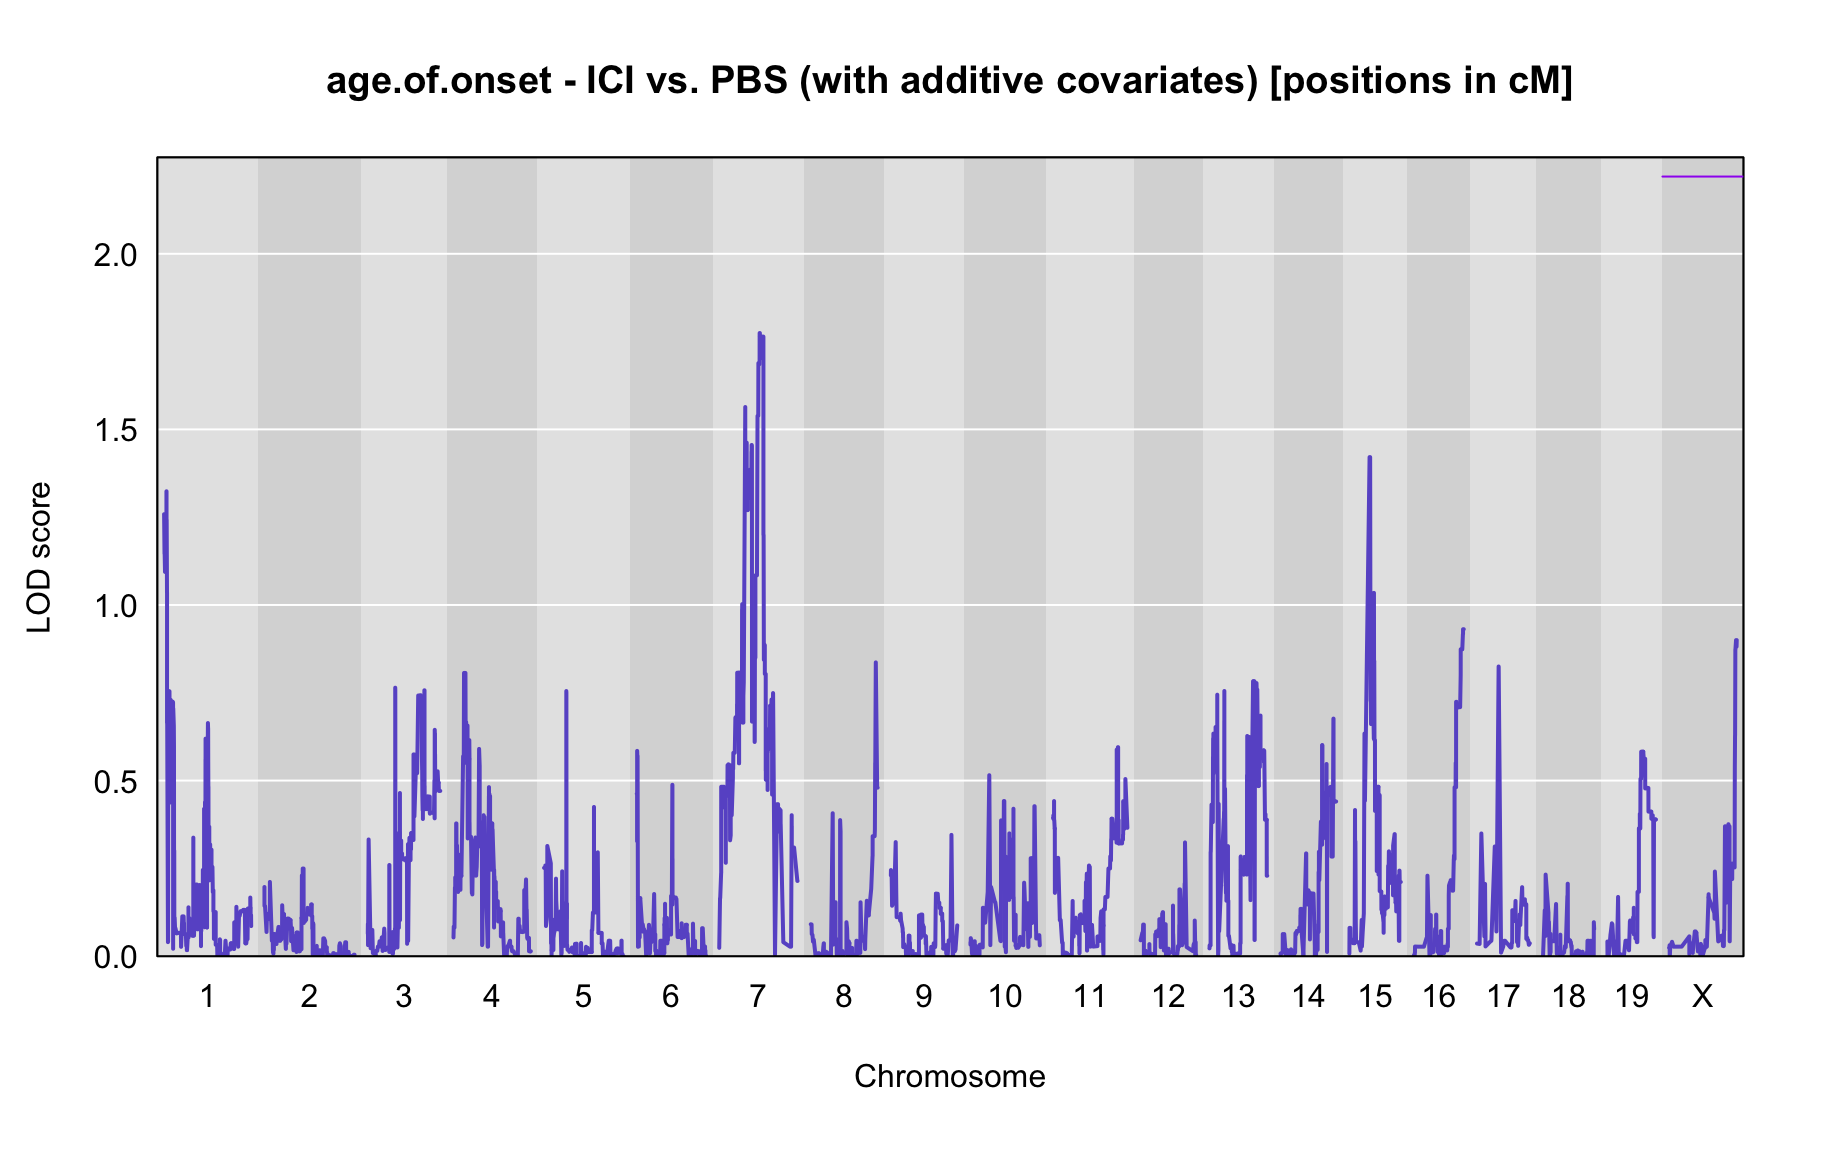 age.of.onset - ICI vs. PBS (with additive covariates) [positions in cM]
LOD score
2.0
1.5
1.0
0.5
0.0
1 2 3 4 5 6 7 8 9 10 11 12 13 14 15 16 17 18 19 X
Chromosome